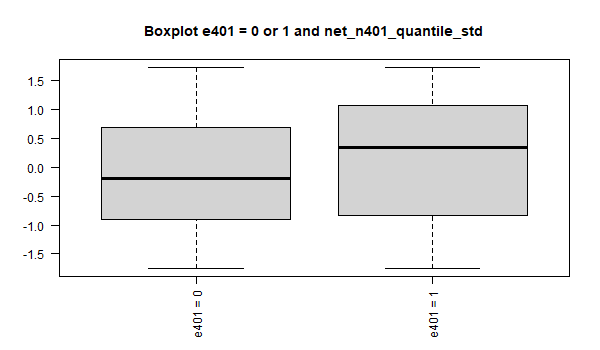 Boxplot e401 = 0 or 1 and net_n401_quantile_std
1.5
1.0
0.5
0.0
-0.5
-1.0
-1.5
e401 = 0
e401 = 1